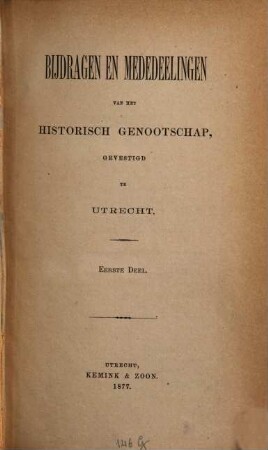 BIJDRAGEN EN MEDEDEELINGEN
VAN HET
HISTORISCH GENOOTSCHAP,
GEVESTIGD
TE
UTRECHT.
EERSTE DEEL.
UTRECHT,
KEMINK & ZOON.
1877.